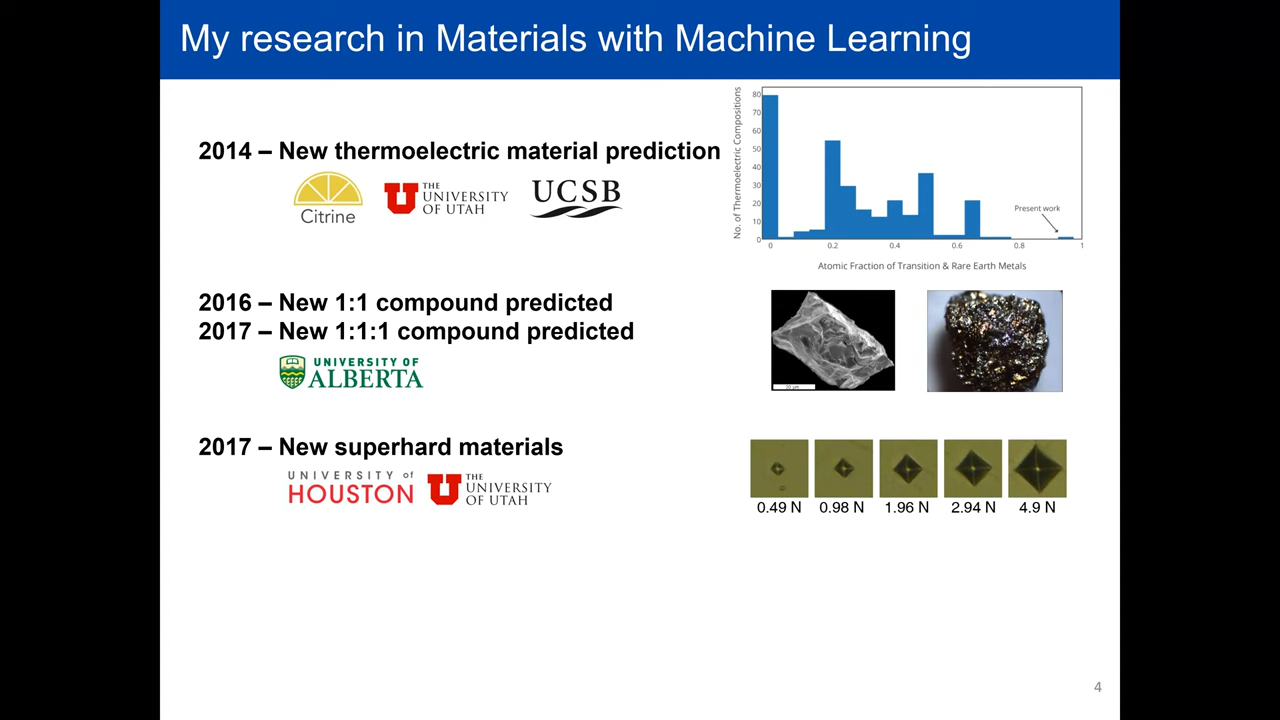 My research in Materials with Machine Learning
2014 – New thermoelectric material prediction
Citrine
THE UNIVERSITY OF UTAH
UCSB
No. of Thermoelectric Compositions
80
70
60
50
40
30
20
10
0
Present work
0 0.2 0.4 0.6 0.8 1
Atomic Fraction of Transition & Rare Earth Metals
2016 – New 1:1 compound predicted
2017 – New 1:1:1 compound predicted
UNIVERSITY OF
ALBERTA
2017 – New superhard materials
UNIVERSITY of
HOUSTON
THE UNIVERSITY OF UTAH
0.49 N 0.98 N 1.96 N 2.94 N 4.9 N
4